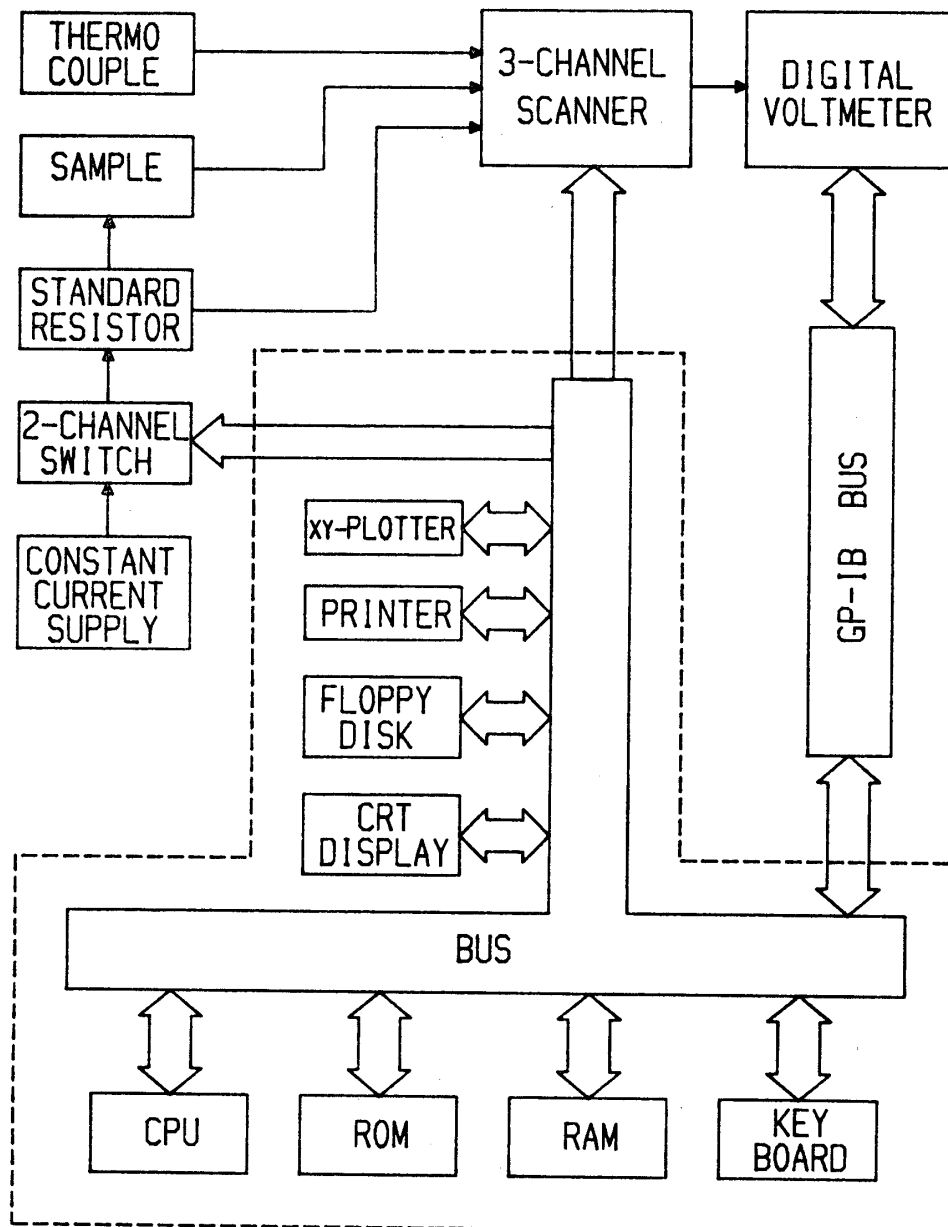 THERMO
COUPLE
3-CHANNEL
SCANNER
DIGITAL
VOLTMETER
SAMPLE
STANDARD
RESISTOR
2-CHANNEL
SWITCH
CONSTANT
CURRENT
SUPPLY
XY-PLOTTER
PRINTER
FLOPPY
DISK
CRT
DISPLAY
GP-IB BUS
BUS
CPU
ROM
RAM
KEY
BOARD